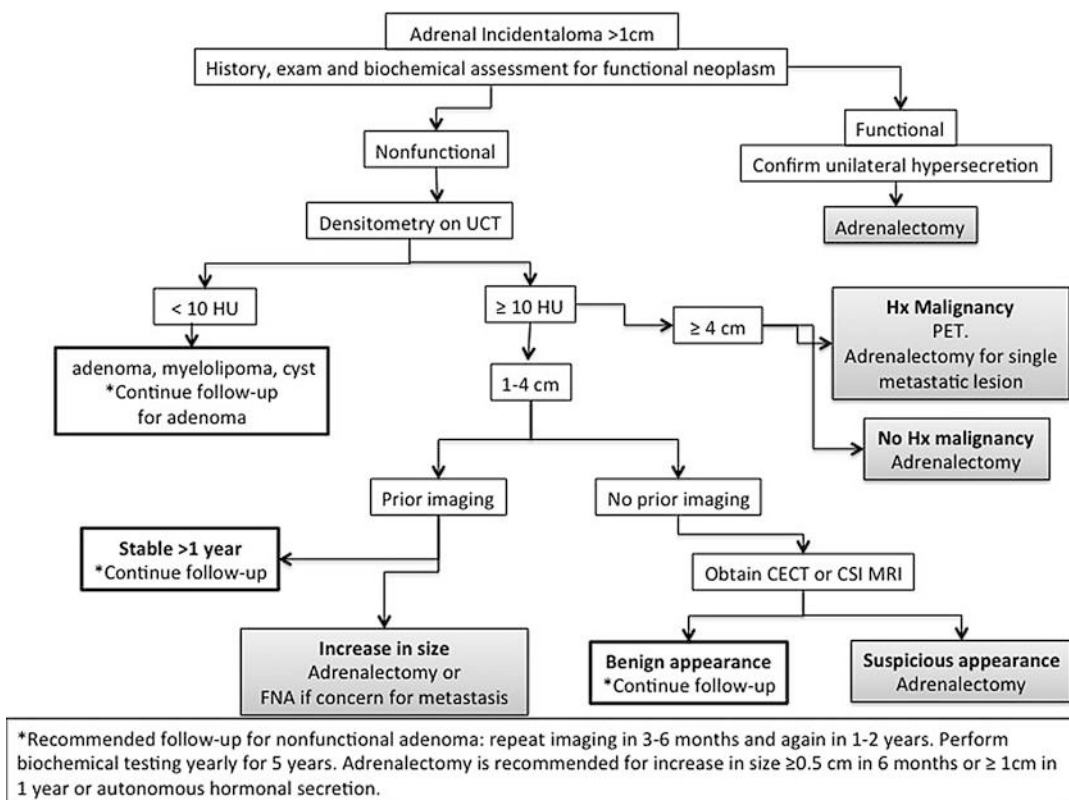 Adrenal Incidentaloma >1cm
History, exam and biochemical assessment for functional neoplasm
Nonfunctional
Functional
Confirm unilateral hypersecretion
Adrenalectomy
Densitometry on UCT
< 10 HU
adenoma, myelolipoma, cyst
*Continue follow-up
for adenoma
≥ 10 HU
≥ 4 cm
Hx Malignancy
PET.
Adrenalectomy for single
metastatic lesion
No Hx malignancy
Adrenalectomy
1-4 cm
Prior imaging
Stable >1 year
*Continue follow-up
Increase in size
Adrenalectomy or
FNA if concern for metastasis
No prior imaging
Obtain CECT or CSI MRI
Benign appearance
*Continue follow-up
Suspicious appearance
Adrenalectomy
*Recommended follow-up for nonfunctional adenoma: repeat imaging in 3-6 months and again in 1-2 years. Perform
biochemical testing yearly for 5 years. Adrenalectomy is recommended for increase in size ≥0.5 cm in 6 months or ≥ 1cm in
1 year or autonomous hormonal secretion.